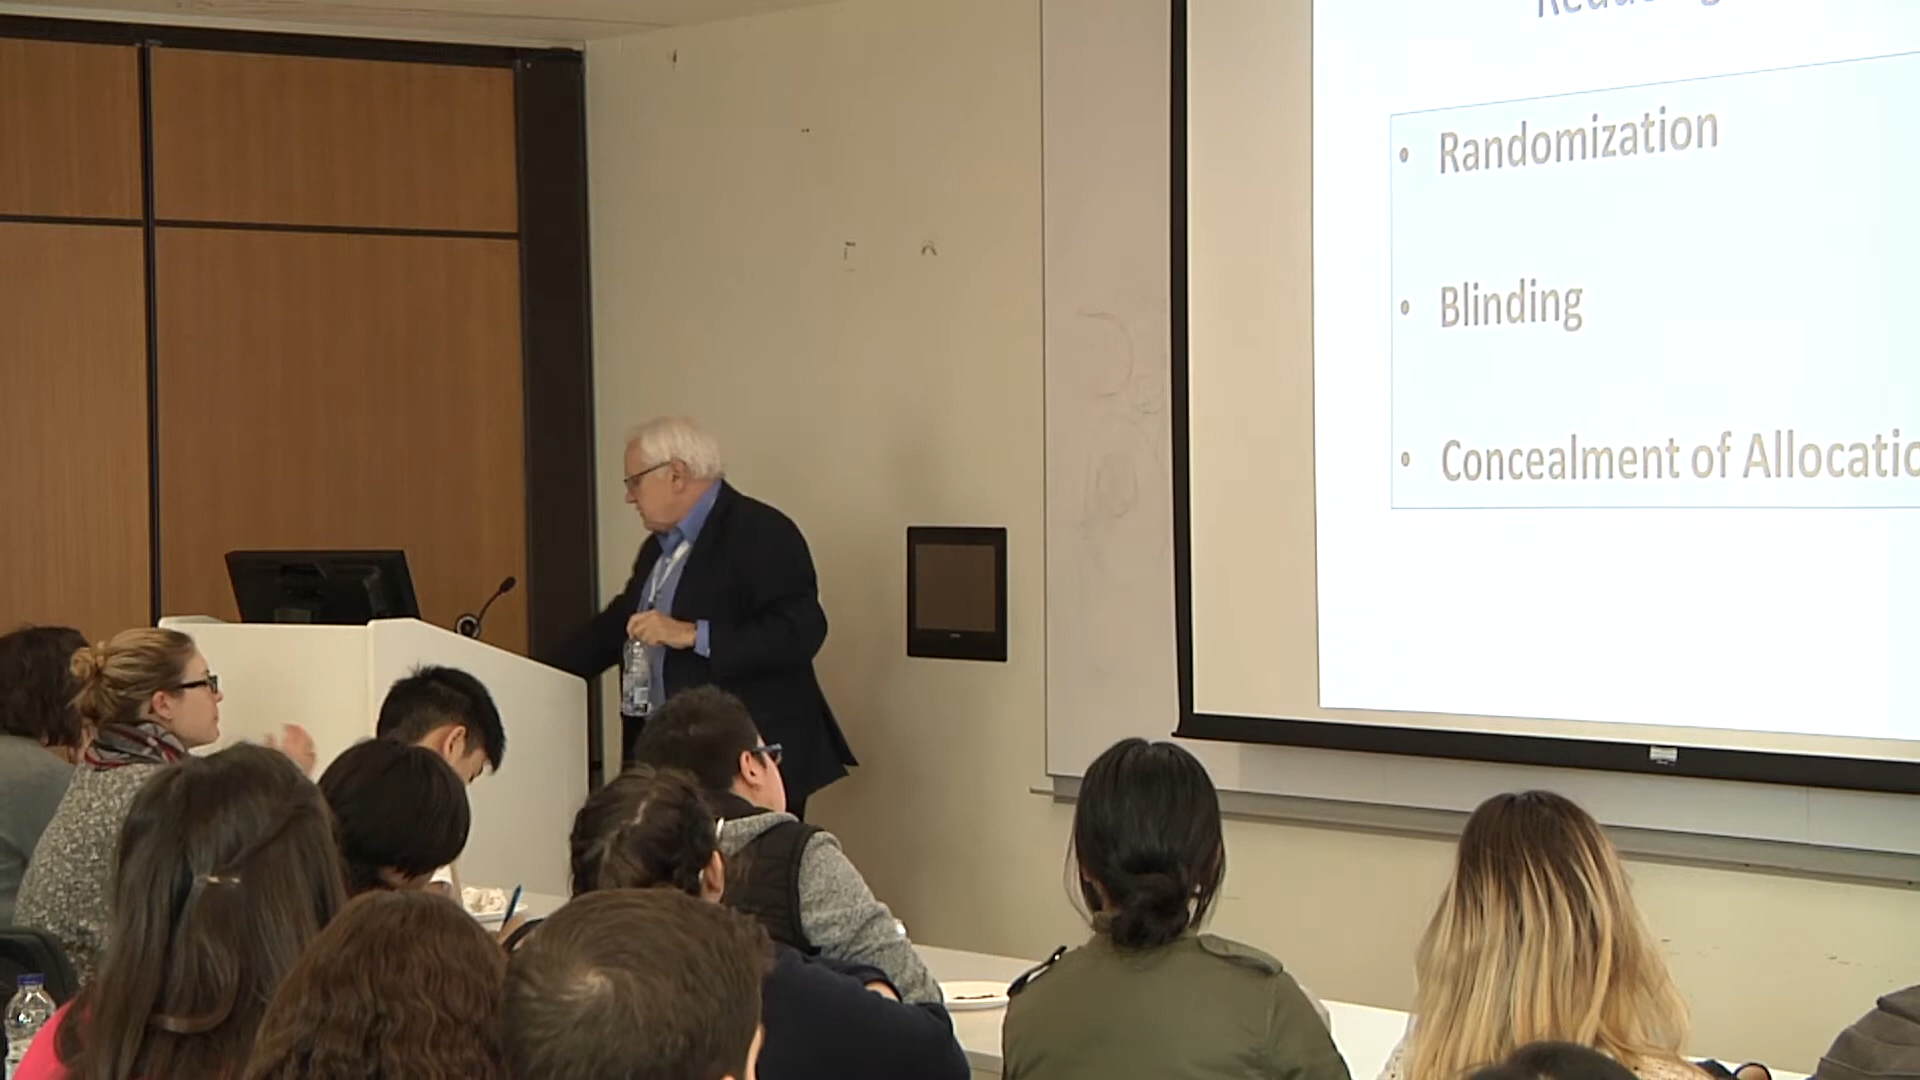 • Randomization
• Blinding
• Concealment of Allocatio